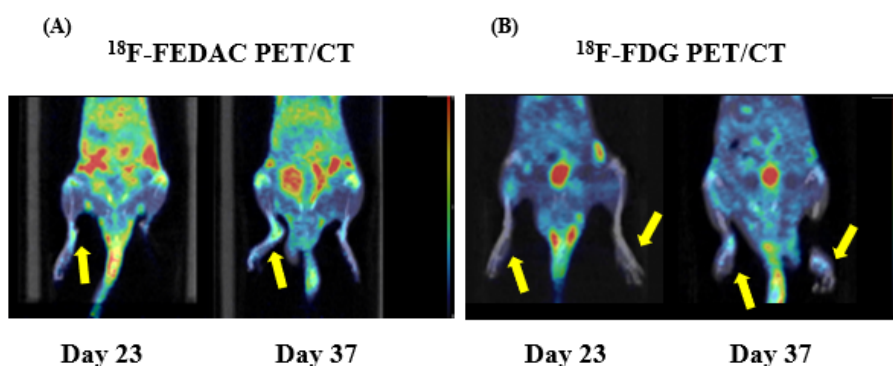 (A)
¹⁸F-FEDAC PET/CT
(B)
¹⁸F-FDG PET/CT
Day 23
Day 37
Day 23
Day 37